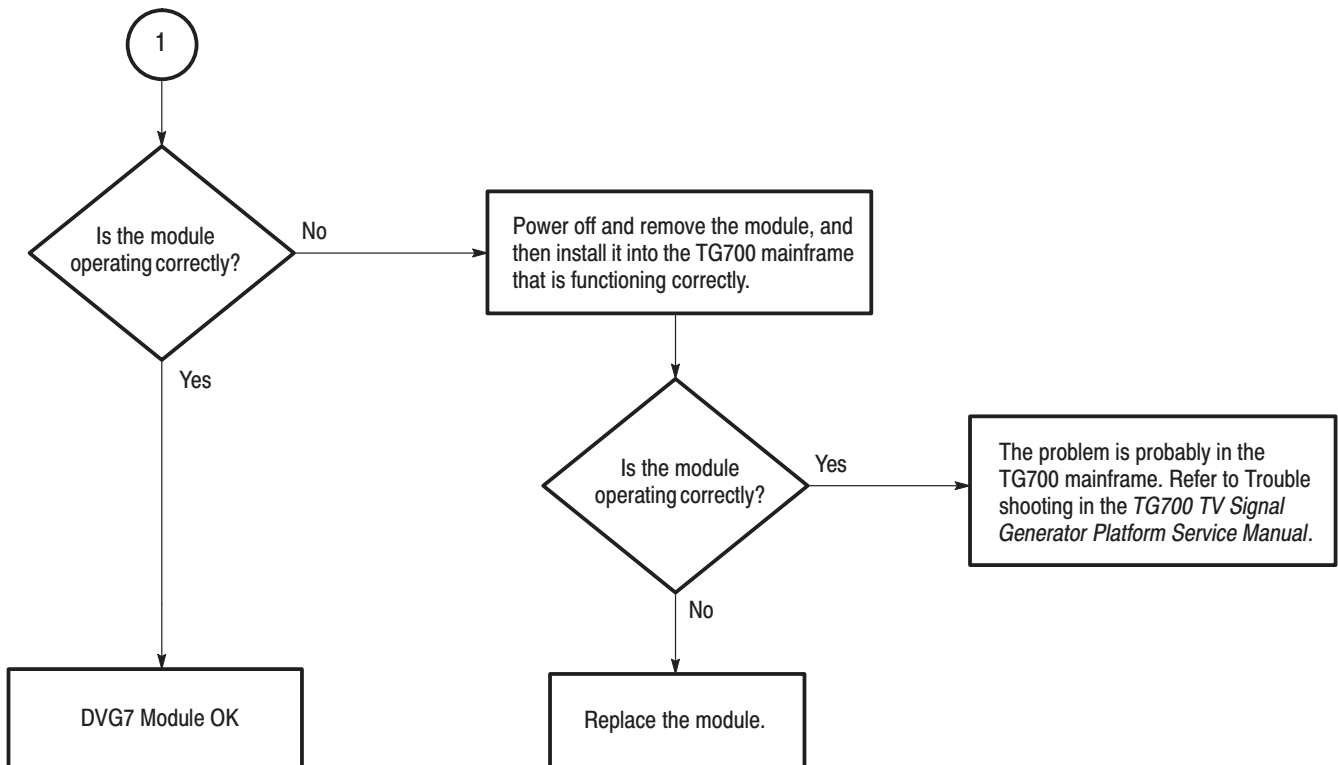 1
Is the module
operating correctly?
No
Yes
Power off and remove the module, and
then install it into the TG700 mainframe
that is functioning correctly.
Is the module
operating correctly?
Yes
No
The problem is probably in the
TG700 mainframe. Refer to Trouble
shooting in the TG700 TV Signal
Generator Platform Service Manual.
DVG7 Module OK
Replace the module.